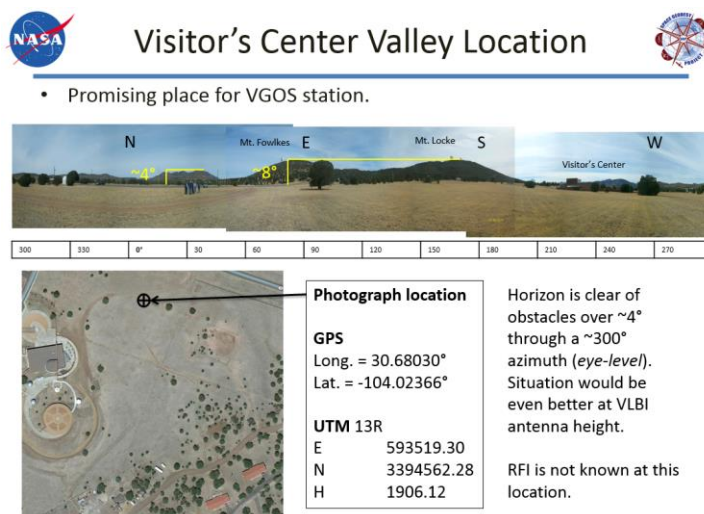 NASA
Visitor's Center Valley Location
SPACE GEODESY
PROJECT
• Promising place for VGOS station.
N
Mt. Fowlkes
E
Mt. Locke
S
W
Visitor's Center
~4°
~8°
300 330 0° 30 60 90 120 150 180 210 240 270
Photograph location
GPS
Long. = 30.68030°
Lat. = -104.02366°
UTM 13R
E 593519.30
N 3394562.28
H 1906.12
Horizon is clear of
obstacles over ~4°
through a ~300°
azimuth (eye-level).
Situation would be
even better at VLBI
antenna height.
RFI is not known at this
location.